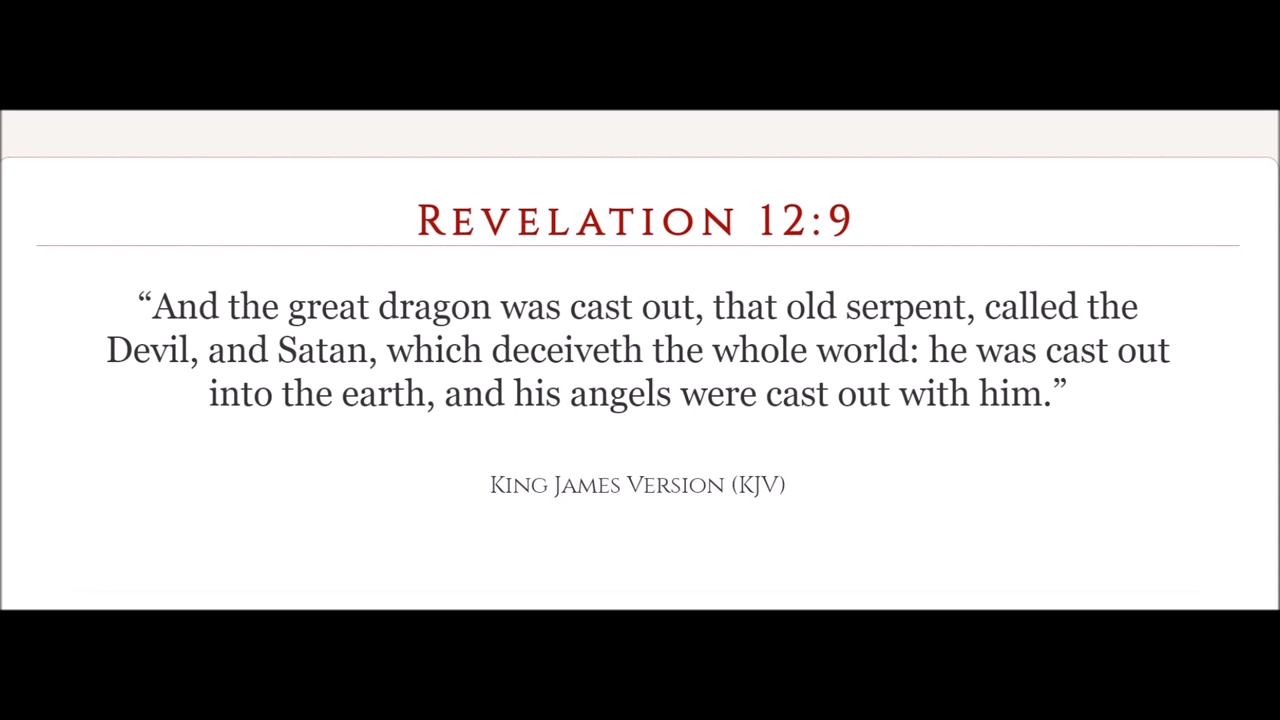 Revelation 12:9
“And the great dragon was cast out, that old serpent, called the
Devil, and Satan, which deceiveth the whole world: he was cast out
into the earth, and his angels were cast out with him.”
King James Version (KJV)